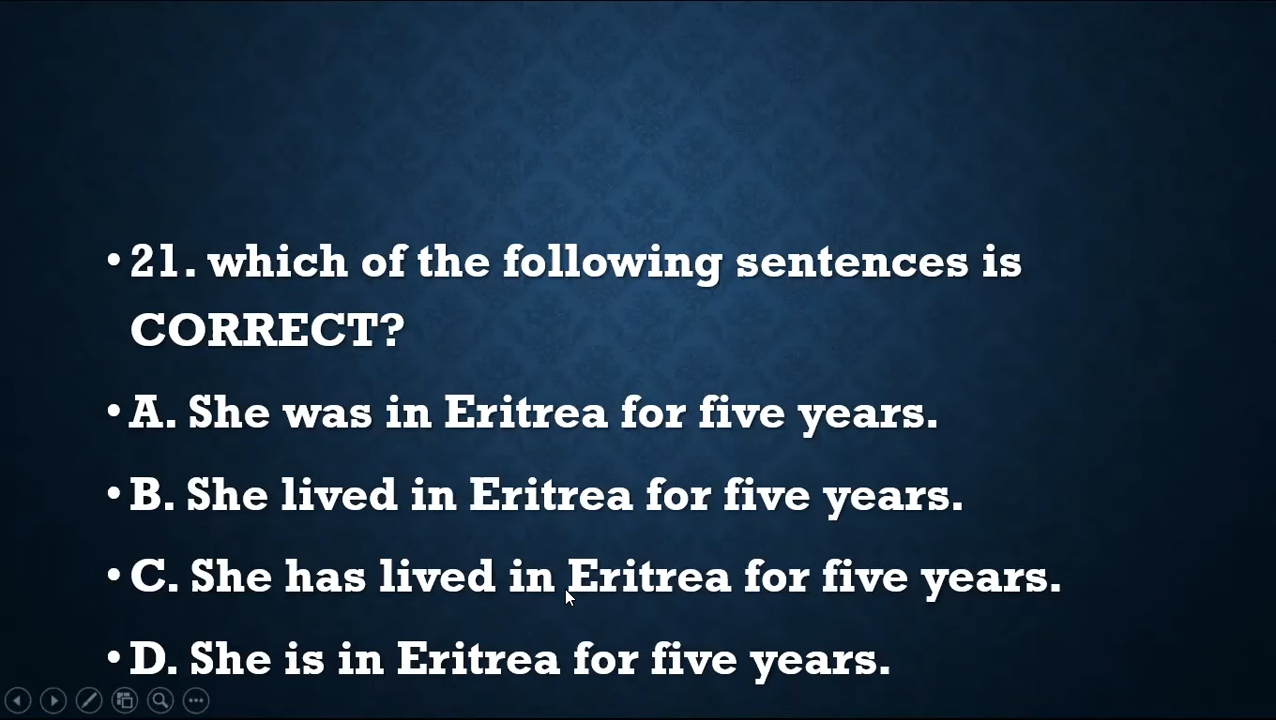 • 21. which of the following sentences is
CORRECT?
• A. She was in Eritrea for five years.
• B. She lived in Eritrea for five years.
• C. She has lived in Eritrea for five years.
• D. She is in Eritrea for five years.